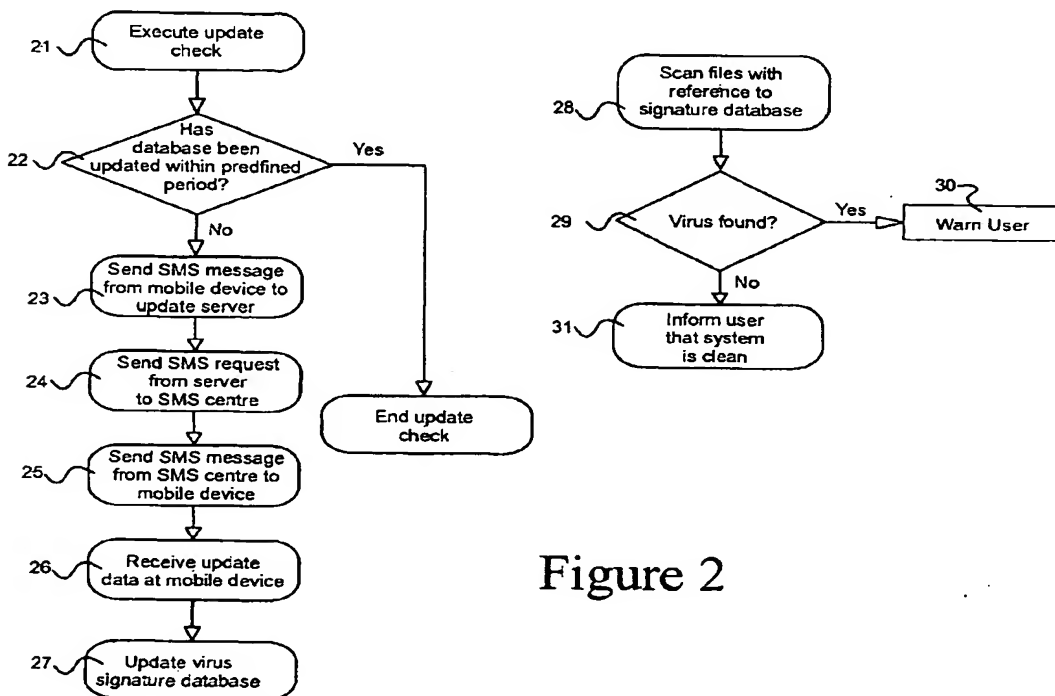 21
Execute update
check
22
Has
database been
updated within predfined
period?
Yes
No
23
Send SMS message
from mobile device to
update server
24
Send SMS request
from server
to SMS centre
25
Send SMS message
from SMS centre to
mobile device
26
Receive update
data at mobile device
27
Update virus
signature database
End update
check
28
Scan files with
reference to
signature database
29
Virus found?
Yes
30
Warn User
No
31
Inform user
that system
is clean
Figure 2